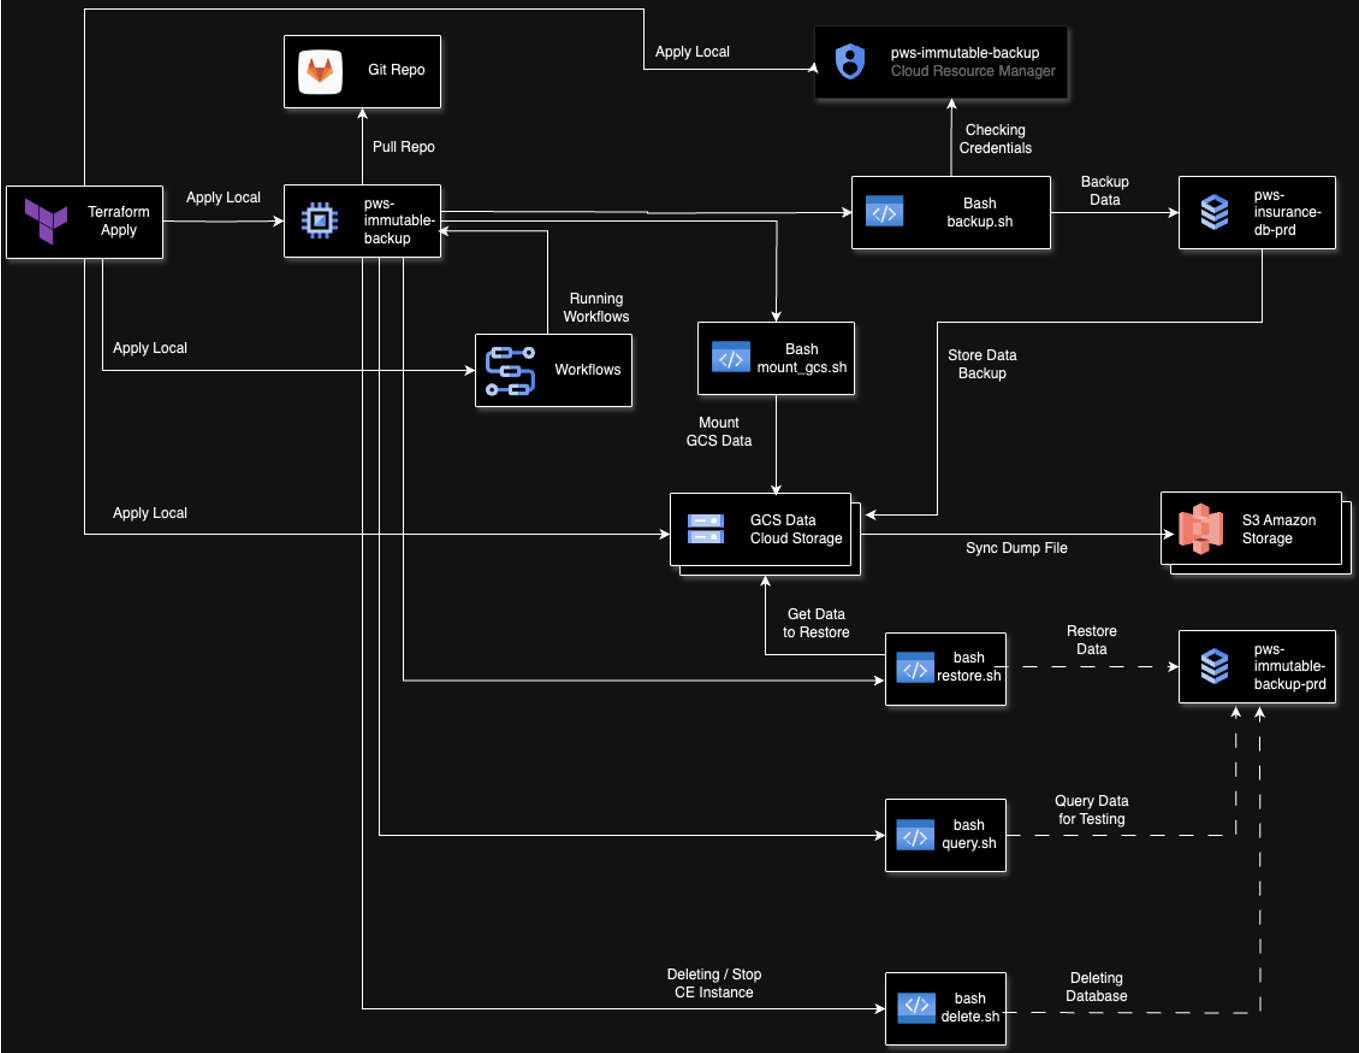 Apply Local
pws-immutable-backup
Cloud Resource Manager
Git Repo
Pull Repo
Checking
Credentials
Terraform
Apply
Apply Local
pws-
immutable-
backup
Bash
backup.sh
Backup
Data
pws-
insurance-
db-prd
Running
Workflows
Apply Local
Workflows
Bash
mount_gcs.sh
Store Data
Backup
Mount
GCS Data
Apply Local
GCS Data
Cloud Storage
Sync Dump File
S3 Amazon
Storage
Get Data
to Restore
bash
restore.sh
Restore
Data
pws-
immutable-
backup-prd
bash
query.sh
Query Data
for Testing
Deleting / Stop
CE Instance
bash
delete.sh
Deleting
Database